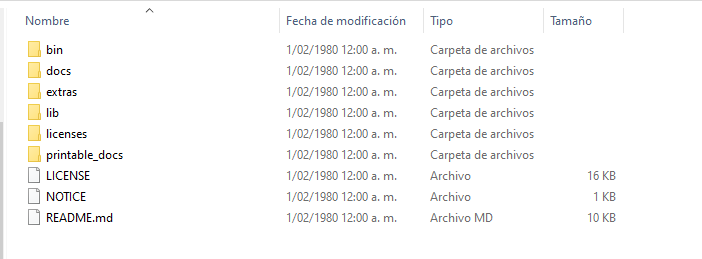 Nombre Fecha de modificación Tipo Tamaño
bin 1/02/1980 12:00 a. m. Carpeta de archivos
docs 1/02/1980 12:00 a. m. Carpeta de archivos
extras 1/02/1980 12:00 a. m. Carpeta de archivos
lib 1/02/1980 12:00 a. m. Carpeta de archivos
licenses 1/02/1980 12:00 a. m. Carpeta de archivos
printable_docs 1/02/1980 12:00 a. m. Carpeta de archivos
LICENSE 1/02/1980 12:00 a. m. Archivo 16 KB
NOTICE 1/02/1980 12:00 a. m. Archivo 1 KB
README.md 1/02/1980 12:00 a. m. Archivo MD 10 KB